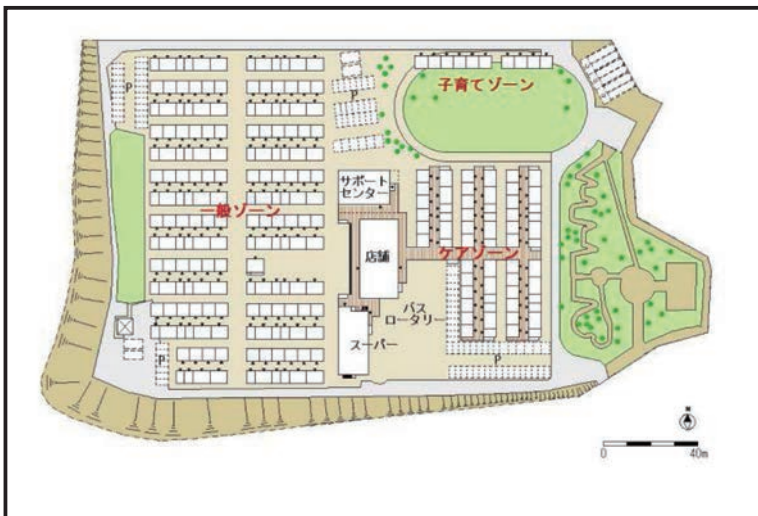 P
P
子育てゾーン
サポート
センター
一般ゾーン
店舗
ケアゾーン
バス
ロータリー
スーパー
P
P
N
0 40m